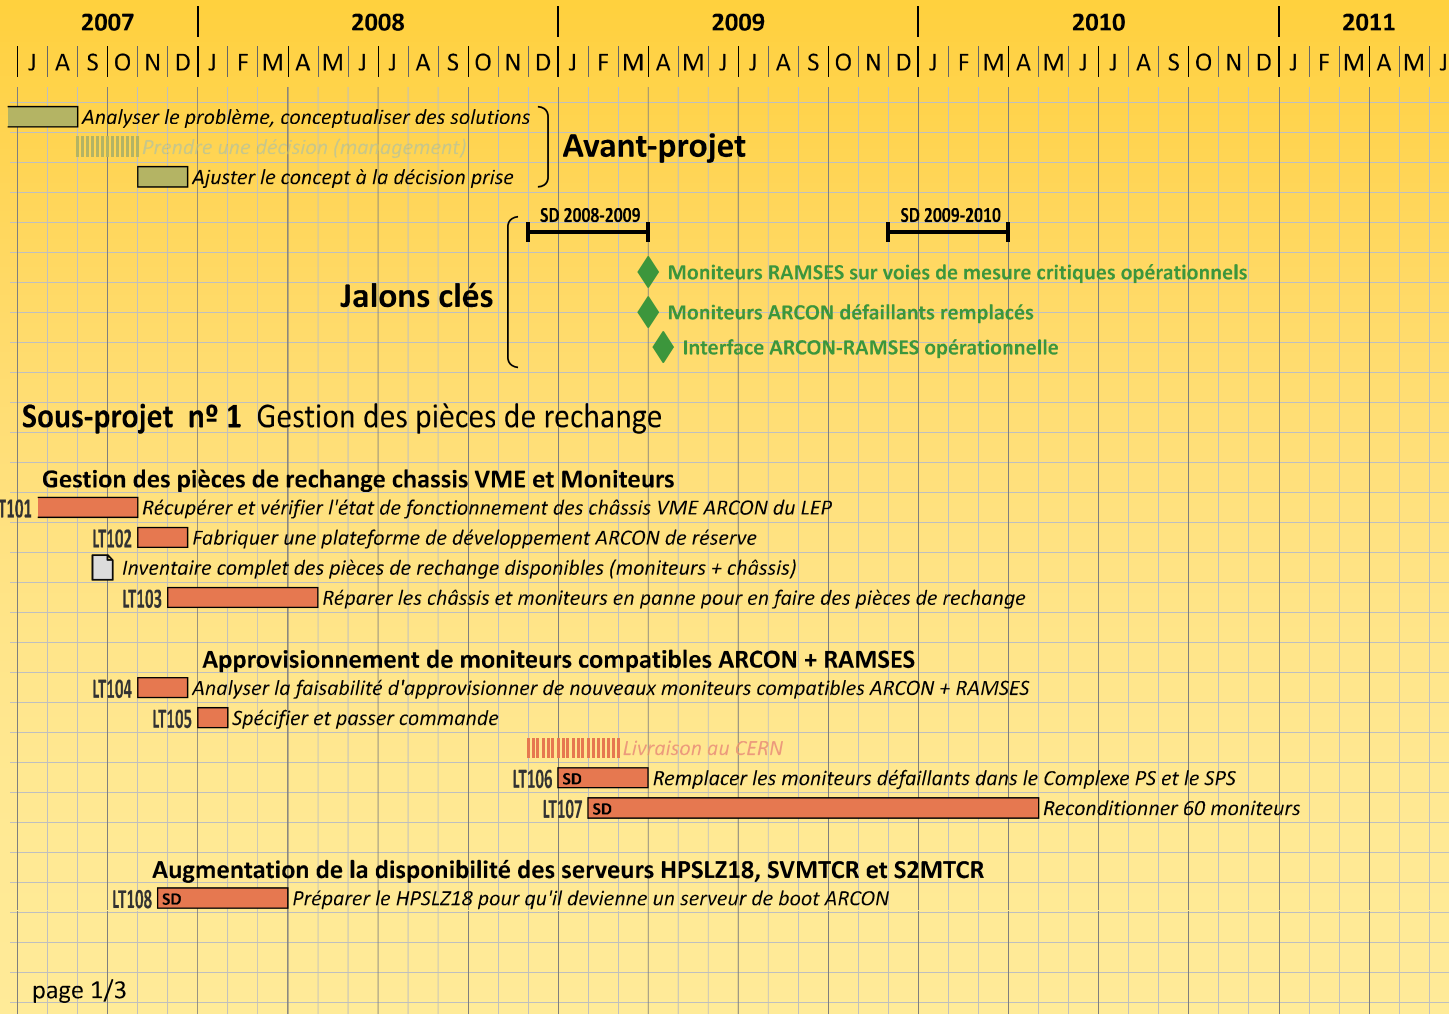 2007 2008 2009 2010 2011
J A S O N D J F M A M J J A S O N D J F M A M J J A S O N D J F M A M J J A S O N D J F M A M J
Analyser le problème, conceptualiser des solutions
Prendre une décision (management)
Avant-projet
Ajuster le concept à la décision prise
SD 2008-2009 SD 2009-2010
Moniteurs RAMSES sur voies de mesure critiques opérationnels
Jalons clés
Moniteurs ARCON défaillants remplacés
Interface ARCON-RAMSES opérationnelle
Sous-projet nº 1 Gestion des pièces de rechange
Gestion des pièces de rechange chassis VME et Moniteurs
LT101 Récupérer et vérifier l'état de fonctionnement des châssis VME ARCON du LEP
LT102 Fabriquer une plateforme de développement ARCON de réserve
Inventaire complet des pièces de rechange disponibles (moniteurs + châssis)
LT103 Réparer les châssis et moniteurs en panne pour en faire des pièces de rechange
Approvisionnement de moniteurs compatibles ARCON + RAMSES
LT104 Analyser la faisabilité d'approvisionner de nouveaux moniteurs compatibles ARCON + RAMSES
LT105 Spécifier et passer commande
Livraison au CERN
LT106 SD Remplacer les moniteurs défaillants dans le Complexe PS et le SPS
LT107 SD Reconditionner 60 moniteurs
Augmentation de la disponibilité des serveurs HPSLZ18, SVMTCR et S2MTCR
LT108 SD Préparer le HPSLZ18 pour qu'il devienne un serveur de boot ARCON
page 1/3